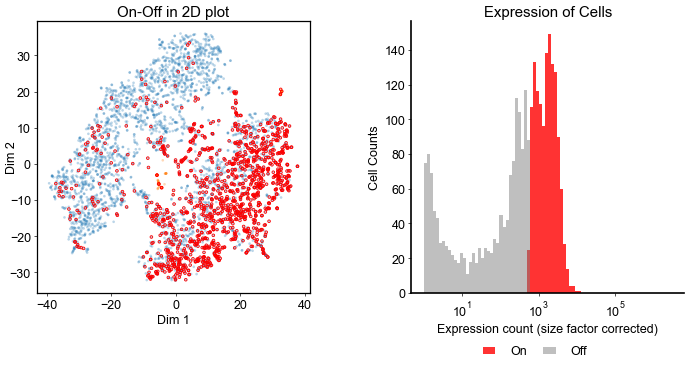 On-Off in 2D plot
Dim 2
30
20
10
0
−10
−20
−30
−40
−20
0
20
40
Dim 1
Expression of Cells
Cell Counts
140
120
100
80
60
40
20
0
10^1
10^3
10^5
Expression count (size factor corrected)
On
Off